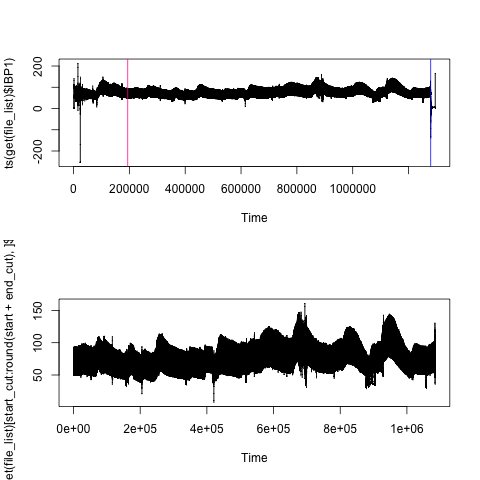 ts(get(file_list)$IBP1)
200
0
-200
0 200000 400000 600000 800000 1000000
Time
et(file_list)[start_cut:round(start + end_cut), ]$
150
100
50
0e+00 2e+05 4e+05 6e+05 8e+05 1e+06
Time